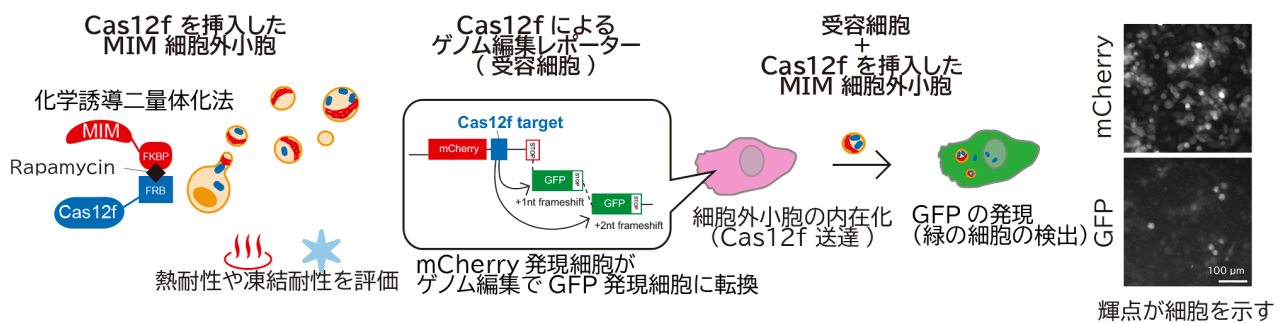 Cas12f を挿入した
MIM 細胞外小胞
化学誘導二量体化法
MIM
FKBP
Rapamycin
FRB
Cas12f
熱耐性や凍結耐性を評価
Cas12f による
ゲノム編集レポーター
（ 受容細胞 ）
Cas12f target
mCherry
STOP
GFP
STOP
+1nt frameshift
GFP
STOP
+2nt frameshift
mCherry 発現細胞が
ゲノム編集で GFP 発現細胞に転換
受容細胞
+
Cas12f を挿入した
MIM 細胞外小胞
細胞外小胞の内在化
（Cas12f 送達 ）
GFP の発現
（緑の細胞の検出）
mCherry
GFP
100 μm
輝点が細胞を示す